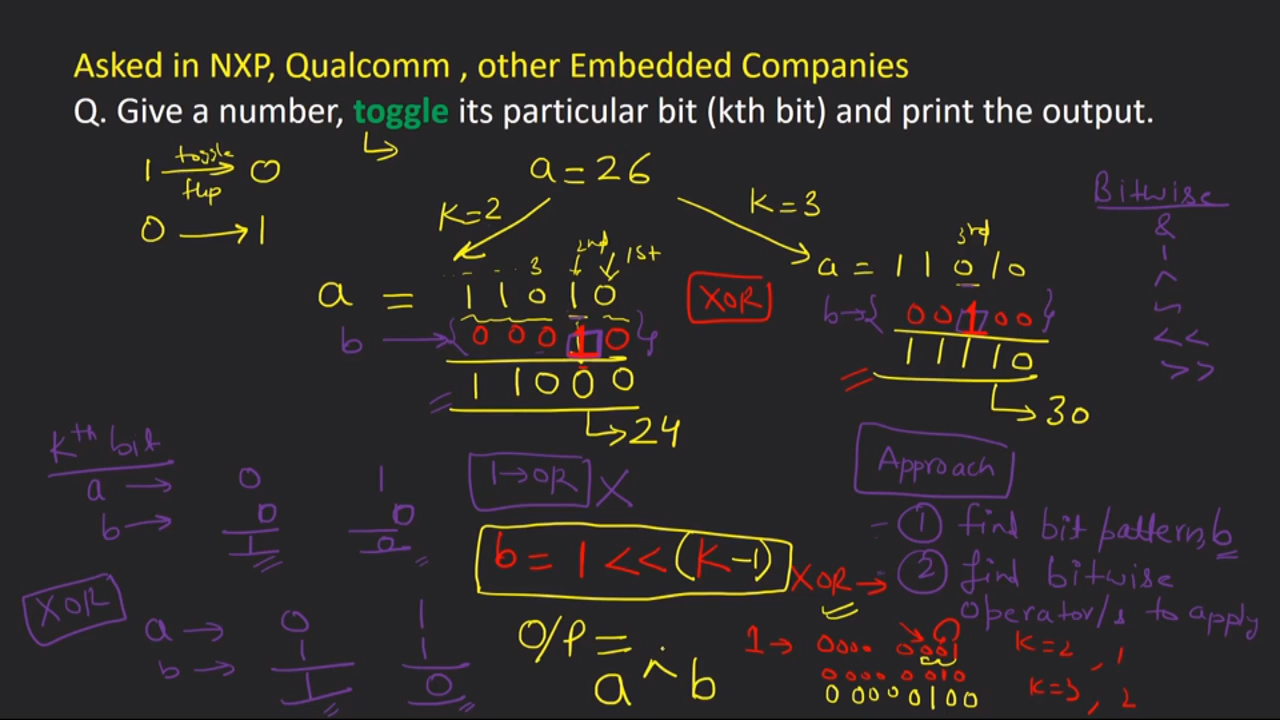 Asked in NXP, Qualcomm , other Embedded Companies
Q. Give a number, toggle its particular bit (kth bit) and print the output.
1 toggle 0
flip
0 → 1
a = 26
K=2
K=3
3 2nd 1st
a = 1 1 0 1 0
b → { 0 0 0 1 0 }
1 1 0 0 0
24
XOR
3rd
a = 1 1 0 1 0
b → { 0 0 1 0 0 }
1 1 1 1 0
30
Bitwise
&
|
^
~
<<
>>
Kth bit
a → 0 1
b → 0 0
1 0
XOR
a → 0 1
b → 1 1
1 0
1→OR X
b = 1 << (K-1)
O/P =
a ^ b
Approach
① find bit pattern, b
XOR → ② find bitwise
operator/s to apply
1 → 0000 0001 K=2, 1
0000 0010 K=3, 2
0 000 0100